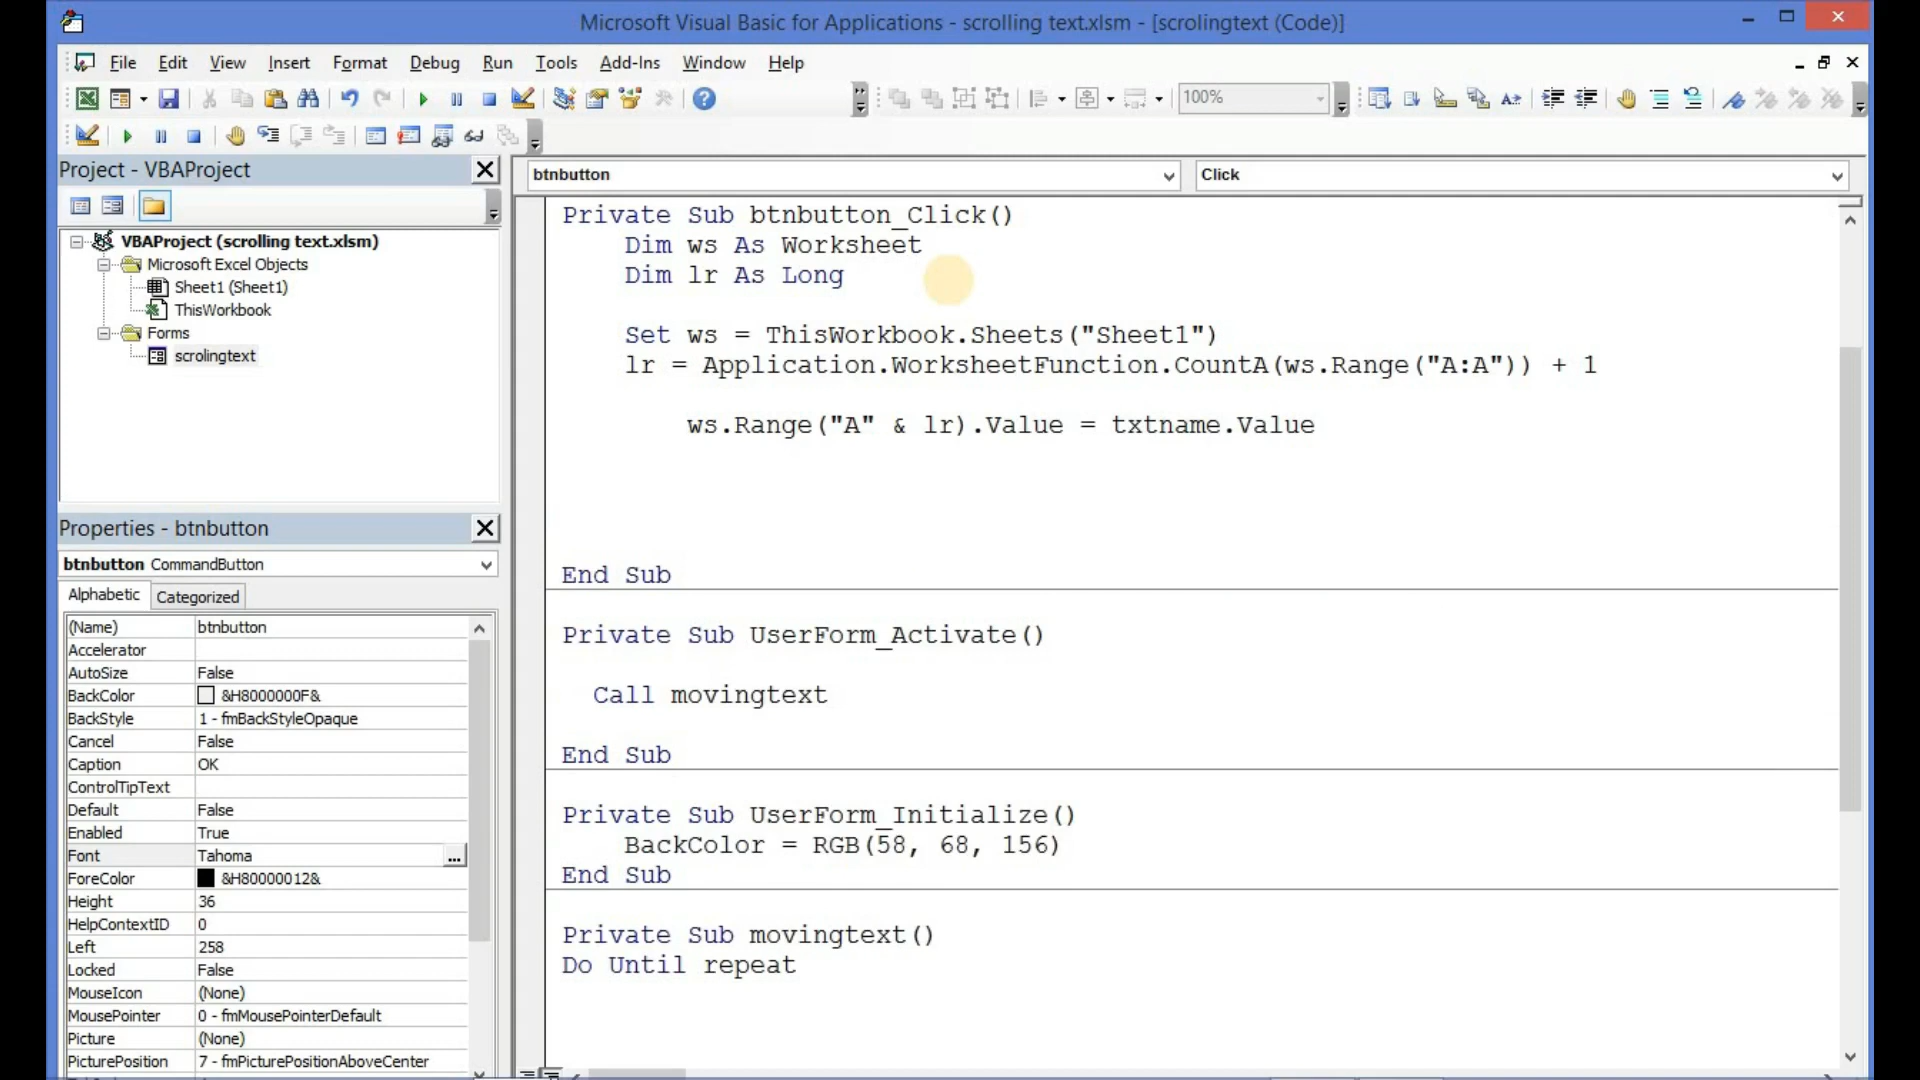 Microsoft Visual Basic for Applications - scrolling text.xlsm - [scrolingtext (Code)]
File Edit View Insert Format Debug Run Tools Add-Ins Window Help
100%
Project - VBAProject
VBAProject (scrolling text.xlsm)
Microsoft Excel Objects
Sheet1 (Sheet1)
ThisWorkbook
Forms
scrolingtext
Properties - btnbutton
btnbutton CommandButton
Alphabetic Categorized
(Name) btnbutton
Accelerator
AutoSize False
BackColor &H8000000F&
BackStyle 1 - fmBackStyleOpaque
Cancel False
Caption OK
ControlTipText
Default False
Enabled True
Font Tahoma ...
ForeColor &H80000012&
Height 36
HelpContextID 0
Left 258
Locked False
MouseIcon (None)
MousePointer 0 - fmMousePointerDefault
Picture (None)
PicturePosition 7 - fmPicturePositionAboveCenter
btnbutton Click
Private Sub btnbutton_Click()
Dim ws As Worksheet
Dim lr As Long
Set ws = ThisWorkbook.Sheets("Sheet1")
lr = Application.WorksheetFunction.CountA(ws.Range("A:A")) + 1
ws.Range("A" & lr).Value = txtname.Value
End Sub
Private Sub UserForm_Activate()
Call movingtext
End Sub
Private Sub UserForm_Initialize()
BackColor = RGB(58, 68, 156)
End Sub
Private Sub movingtext()
Do Until repeat